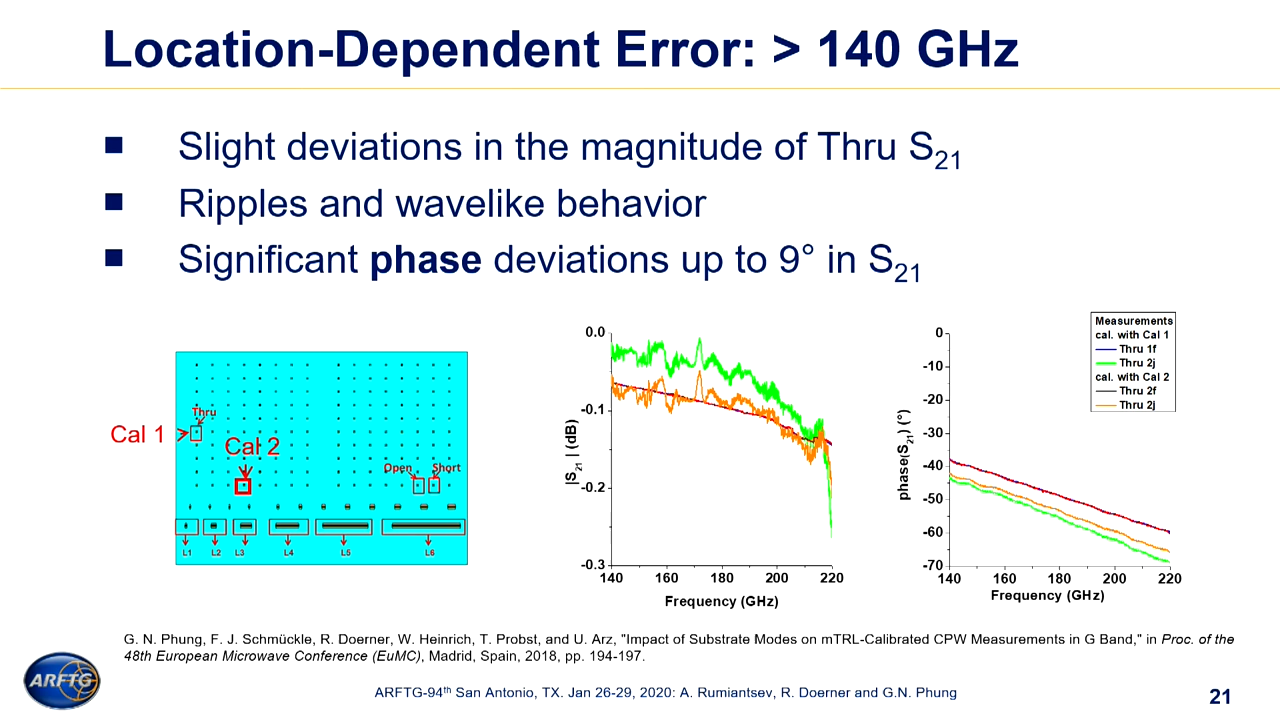 Location-Dependent Error: > 140 GHz
Slight deviations in the magnitude of Thru S21
Ripples and wavelike behavior
Significant phase deviations up to 9° in S21
Thru
Cal 1
Cal 2
Open
Short
L1 L2 L3 L4 L5 L6
|S21| (dB)
0.0
-0.1
-0.2
-0.3
140 160 180 200 220
Frequency (GHz)
phase(S21) (°)
0
-10
-20
-30
-40
-50
-60
-70
140 160 180 200 220
Frequency (GHz)
Measurements
cal. with Cal 1
Thru 1f
Thru 2j
cal. with Cal 2
Thru 2f
Thru 2j
G. N. Phung, F. J. Schmückle, R. Doerner, W. Heinrich, T. Probst, and U. Arz, "Impact of Substrate Modes on mTRL-Calibrated CPW Measurements in G Band," in Proc. of the
48th European Microwave Conference (EuMC), Madrid, Spain, 2018, pp. 194-197.
ARFTG
ARFTG-94th San Antonio, TX. Jan 26-29, 2020: A. Rumiantsev, R. Doerner and G.N. Phung
21